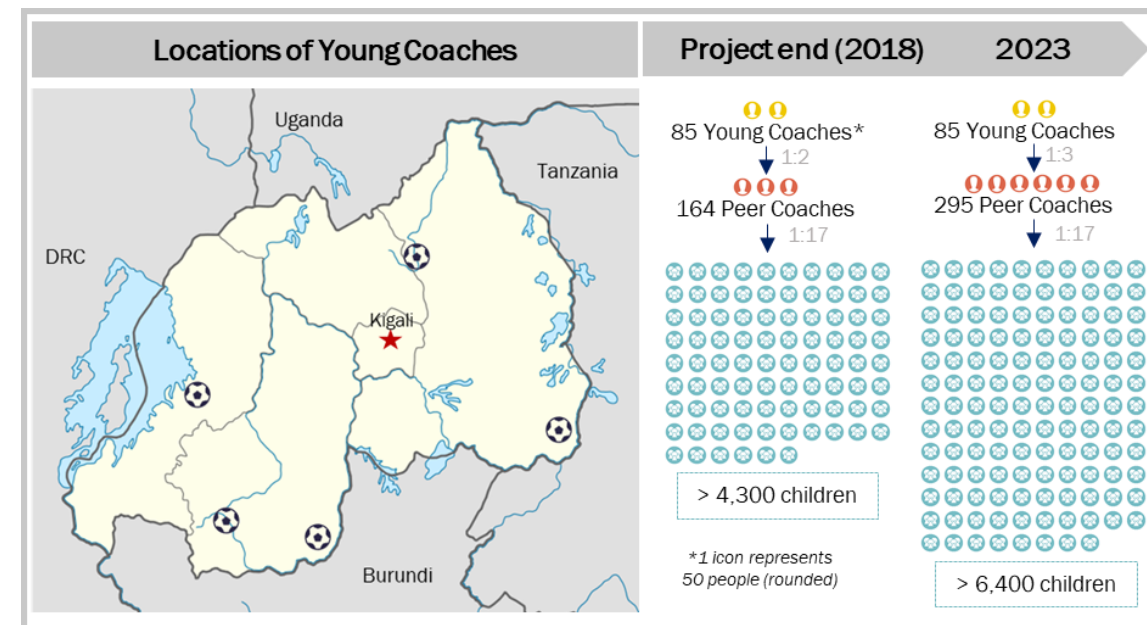 Locations of Young Coaches
Project end (2018)
2023
Uganda
Tanzania
DRC
Kigali
Burundi
85 Young Coaches*
1:2
164 Peer Coaches
1:17
> 4,300 children
*1 icon represents
50 people (rounded)
85 Young Coaches
1:3
295 Peer Coaches
1:17
> 6,400 children